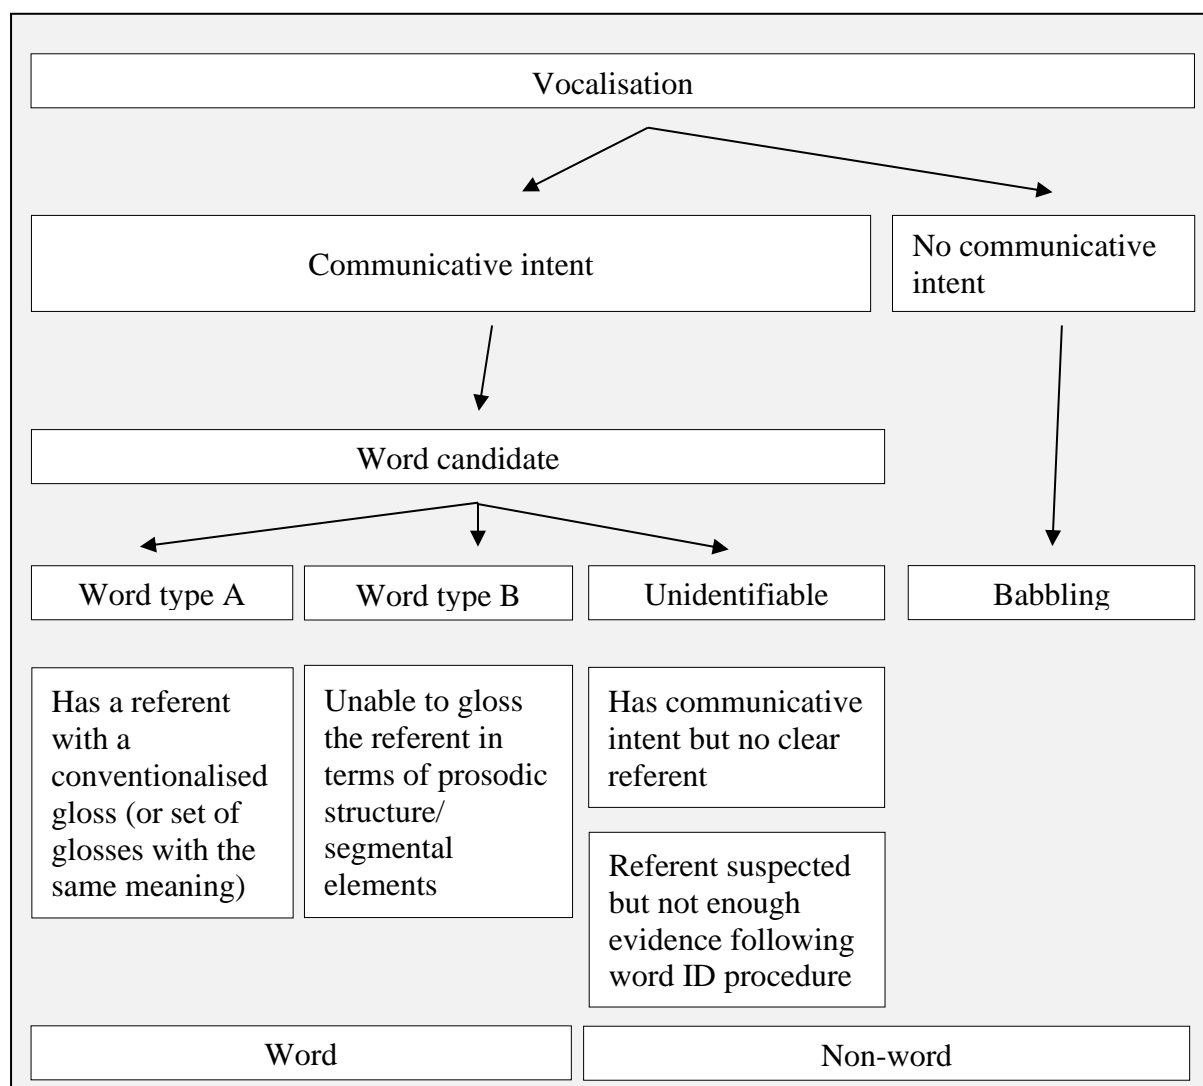 Vocalisation
Communicative intent
No communicative
intent
Word candidate
Word type A
Word type B
Unidentifiable
Babbling
Has a referent
with a
conventionalised
gloss (or set of
glosses with the
same meaning)
Unable to gloss
the referent in
terms of prosodic
structure/
segmental
elements
Has communicative
intent but no clear
referent
Referent suspected
but not enough
evidence following
word ID procedure
Word
Non-word